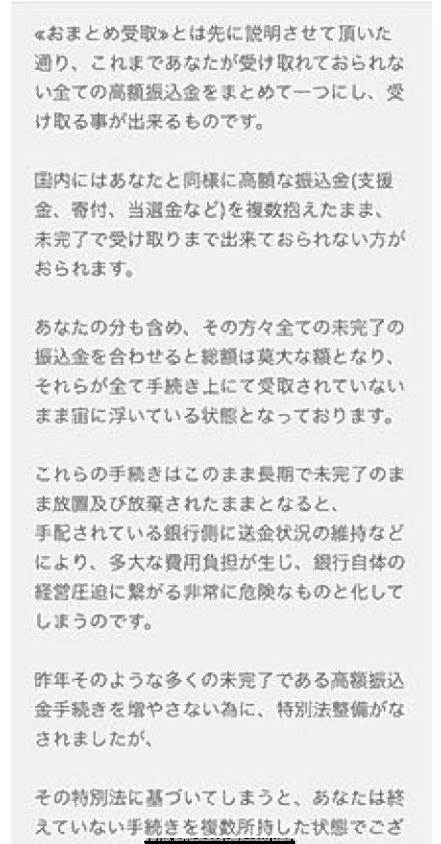 ≪おまとめ受取≫とは先に説明させて頂いた
通り、これまであなたが受け取れておられな
い全ての高額振込金をまとめて一つにし、受
け取る事が出来るものです。
国内にはあなたと同様に高額な振込金(支援
金、寄付、当選金など)を複数抱えたまま、
未完了で受け取りまで出来ておられない方が
おられます。
あなたの分も含め、その方々全ての未完了の
振込金を合わせると総額は莫大な額となり、
それらが全て手続き上にて受取されていない
まま宙に浮いている状態となっております。
これらの手続きはこのまま長期で未完了のま
ま放置及び放棄されたままとなると、
手配されている銀行側に送金状況の維持など
により、多大な費用負担が生じ、銀行自体の
経営圧迫に繋がる非常に危険なものと化して
しまうのです。
昨年そのような多くの未完了である高額振込
金手続きを増やさない為に、特別法整備がな
されましたが、
その特別法に基づいてしまうと、あなたは終
えていない手続きを複数所持した状態でござ